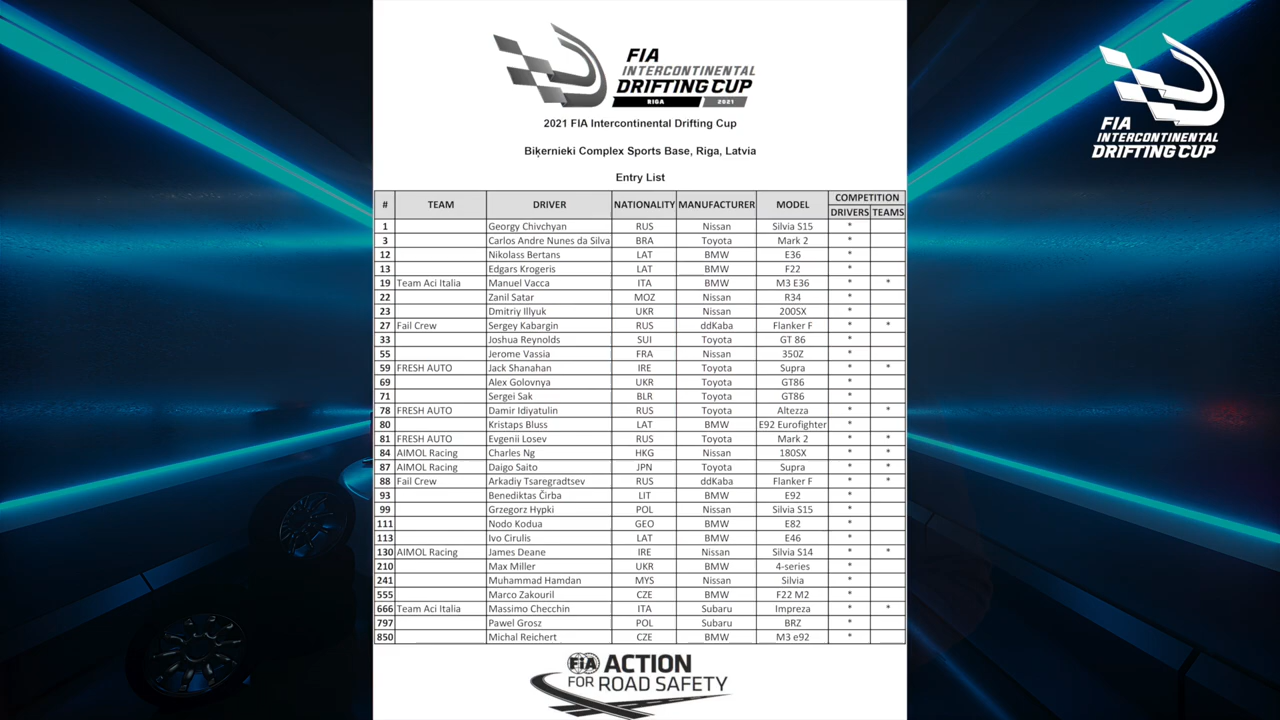 FIA
INTERCONTINENTAL
DRIFTING CUP
RIGA 2021
FIA
INTERCONTINENTAL
DRIFTING CUP
2021 FIA Intercontinental Drifting Cup
Biķernieki Complex Sports Base, Riga, Latvia
Entry List
# TEAM DRIVER NATIONALITY MANUFACTURER MODEL COMPETITION
DRIVERS TEAMS
1 Georgy Chivchyan RUS Nissan Silvia S15 *
3 Carlos Andre Nunes da Silva BRA Toyota Mark 2 *
12 Nikolass Bertans LAT BMW E36 *
13 Edgars Krogeris LAT BMW F22 *
19 Team Aci Italia Manuel Vacca ITA BMW M3 E36 * *
22 Zanil Satar MOZ Nissan R34 *
23 Dmitriy Illyuk UKR Nissan 200SX *
27 Fail Crew Sergey Kabargin RUS ddKaba Flanker F * *
33 Joshua Reynolds SUI Toyota GT 86 *
55 Jerome Vassia FRA Nissan 350Z *
59 FRESH AUTO Jack Shanahan IRE Toyota Supra * *
69 Alex Golovnya UKR Toyota GT86 *
71 Sergei Sak BLR Toyota GT86 *
78 FRESH AUTO Damir Idiyatulin RUS Toyota Altezza * *
80 Kristaps Bluss LAT BMW E92 Eurofighter *
81 FRESH AUTO Evgenii Losev RUS Toyota Mark 2 * *
84 AIMOL Racing Charles Ng HKG Nissan 180SX * *
87 AIMOL Racing Daigo Saito JPN Toyota Supra * *
88 Fail Crew Arkadiy Tsaregradtsev RUS ddKaba Flanker F * *
93 Benediktas Čirba LIT BMW E92 *
99 Grzegorz Hypki POL Nissan Silvia S15 *
111 Nodo Kodua GEO BMW E82 *
113 Ivo Cirulis LAT BMW E46 *
130 AIMOL Racing James Deane IRE Nissan Silvia S14 * *
210 Max Miller UKR BMW 4-series *
241 Muhammad Hamdan MYS Nissan Silvia *
555 Marco Zakouril CZE BMW F22 M2 *
666 Team Aci Italia Massimo Checchin ITA Subaru Impreza * *
797 Pawel Grosz POL Subaru BRZ *
850 Michal Reichert CZE BMW M3 e92 *
FIA ACTION
FOR ROAD SAFETY